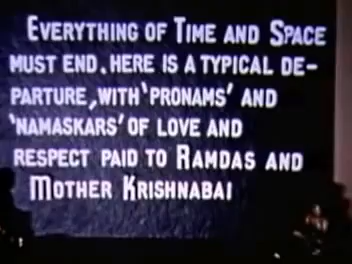 EVERYTHING OF TIME AND SPACE
MUST END. HERE IS A TYPICAL DE-
PARTURE, WITH 'PRONAMS' AND
'NAMASKARS' OF LOVE AND
RESPECT PAID TO RAMDAS AND
MOTHER KRISHNABAI